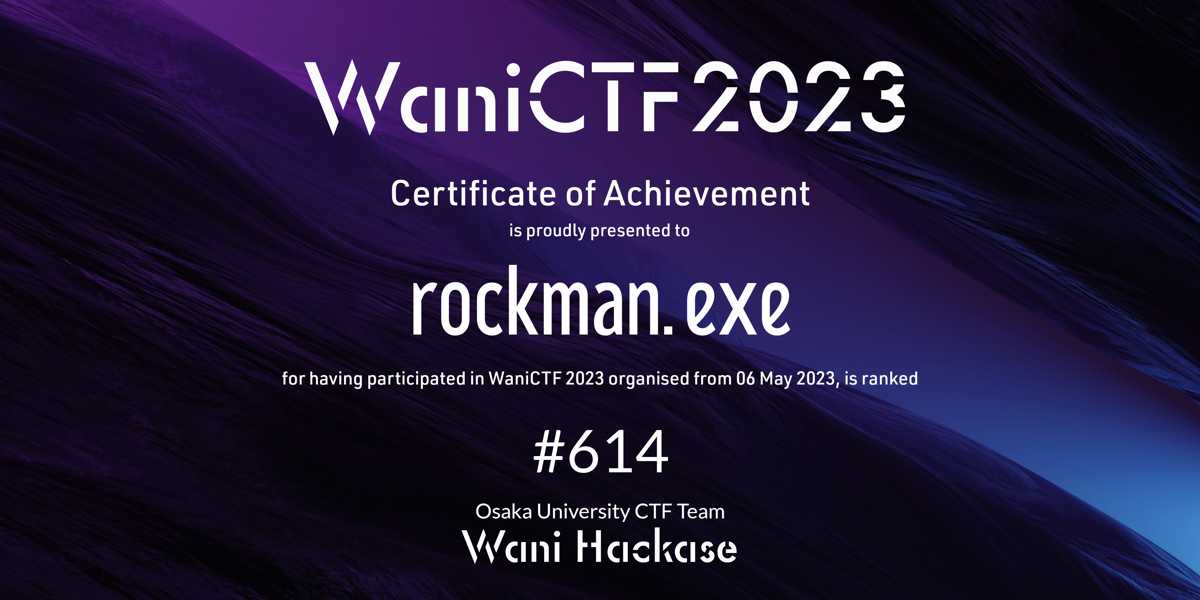 WaniCTF2023
Certificate of Achievement
is proudly presented to
rockman.exe
for having participated in WaniCTF 2023 organised from 06 May 2023, is ranked
#614
Osaka University CTF Team
Wani Hackase